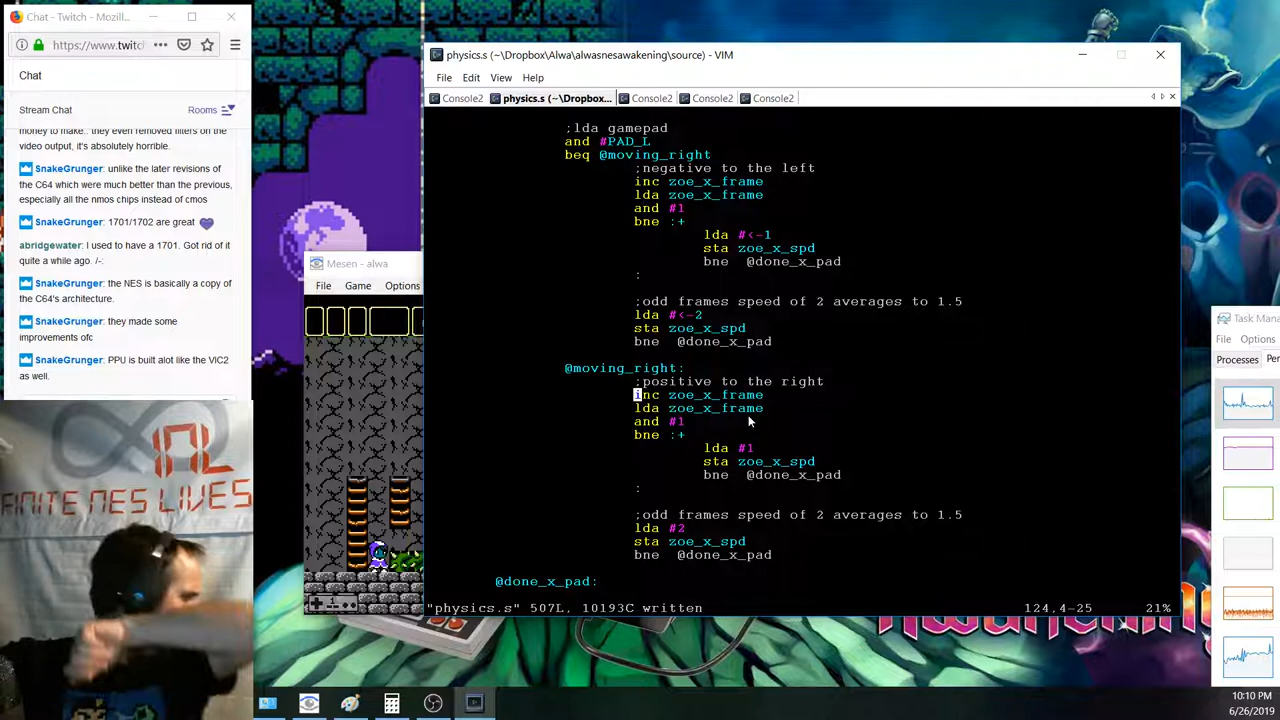 Chat - Twitch - Mozill...
https://www.twitc
Chat
Stream Chat
Rooms
money to make.. they even removed filters on the
video output, it's absolutely horrible.
SnakeGrunger: unlike the later revisions of
the C64 which were much better than the previous,
especially all the nmos chips instead of cmos
SnakeGrunger: 1701/1702 are great
abridgewater: I used to have a 1701. Got rid of it
quite a while ago. /-:
SnakeGrunger: the NES is basically a copy of
the C64's architecture.
SnakeGrunger: they made some
improvements ofc
SnakeGrunger: PPU is built alot like the VIC2
as well.
FINITE NES LIVES
Mesen - alwa
File Game Options
physics.s (~\Dropbox\Alwa\alwasnesawakening\source) - VIM
File Edit View Help
Console2 physics.s (~\Dropbox... Console2 Console2 Console2
;lda gamepad
and #PAD_L
beq @moving_right
;negative to the left
inc zoe_x_frame
lda zoe_x_frame
and #1
bne :+
lda #<-1
sta zoe_x_spd
bne @done_x_pad
:
;odd frames speed of 2 averages to 1.5
lda #<-2
sta zoe_x_spd
bne @done_x_pad
@moving_right:
;positive to the right
inc zoe_x_frame
lda zoe_x_frame
and #1
bne :+
lda #1
sta zoe_x_spd
bne @done_x_pad
:
;odd frames speed of 2 averages to 1.5
lda #2
sta zoe_x_spd
bne @done_x_pad
@done_x_pad:
"physics.s" 507L, 10193C written 124,4-25 21%
Task Mana
File Options
Processes Per
10:10 PM
6/26/2019